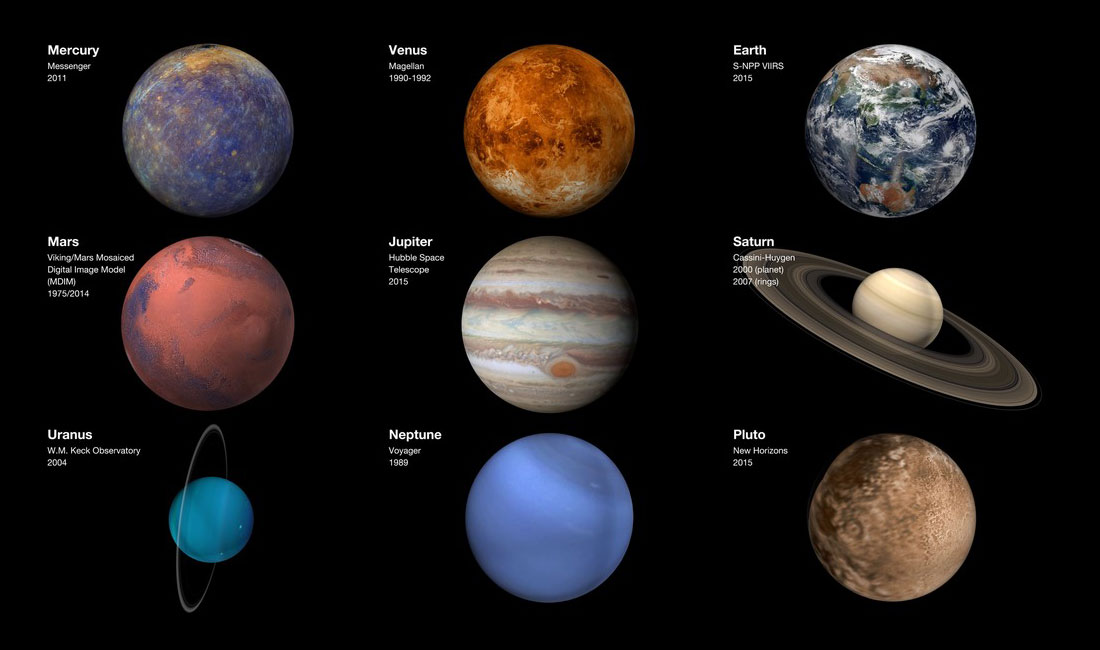 Mercury
Messenger
2011
Venus
Magellan
1990-1992
Earth
S-NPP VIIRS
2015
Mars
Viking/Mars Mosaiced
Digital Image Model
(MDIM)
1975/2014
Jupiter
Hubble Space
Telescope
2015
Saturn
Cassini-Huygen
2000 (planet)
2007 (rings)
Uranus
W.M. Keck Observatory
2004
Neptune
Voyager
1989
Pluto
New Horizons
2015